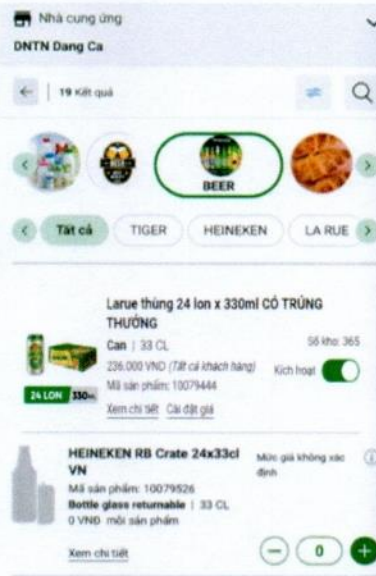 Nhà cung ứng
DNTN Dang Ca
19 Kết quả
BEER
BEER
Tất cả
TIGER
HEINEKEN
LA RUE
Larue thùng 24 lon x 330ml CÓ TRÚNG
THƯỞNG
Can | 33 CL
Số kho: 365
236.000 VND (Tất cả khách hàng)
Kích hoạt
Mã sản phẩm: 10079444
24 LON 330ml
Xem chi tiết Cài đặt giá
HEINEKEN RB Crate 24x33cl
VN
Mức giá không xác
định
Mã sản phẩm: 10079526
Bottle glass returnable | 33 CL
0 VNĐ mỗi sản phẩm
Xem chi tiết
0